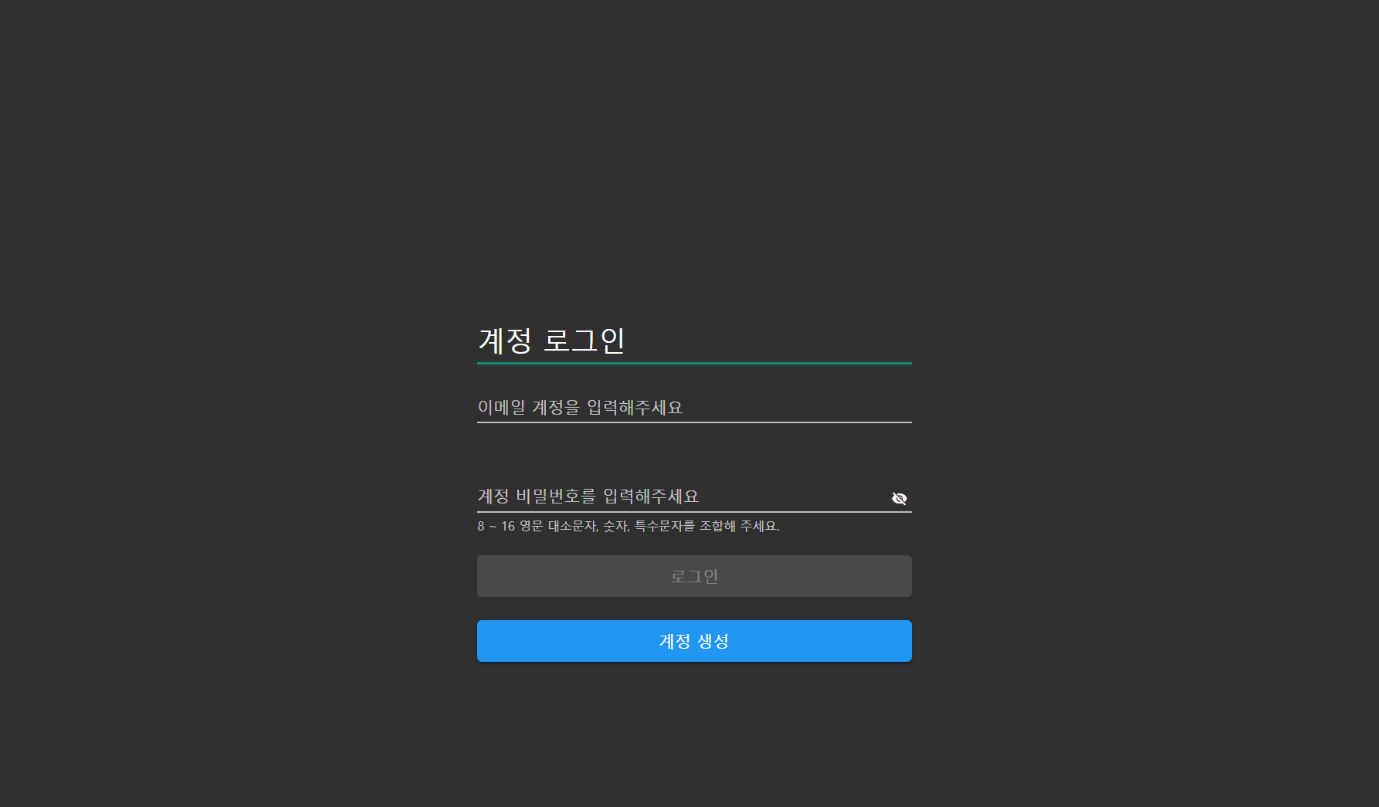 계정 로그인
이메일 계정을 입력해주세요
계정 비밀번호를 입력해주세요
8 ~ 16 영문 대소문자, 숫자, 특수문자를 조합해 주세요.
로그인
계정 생성